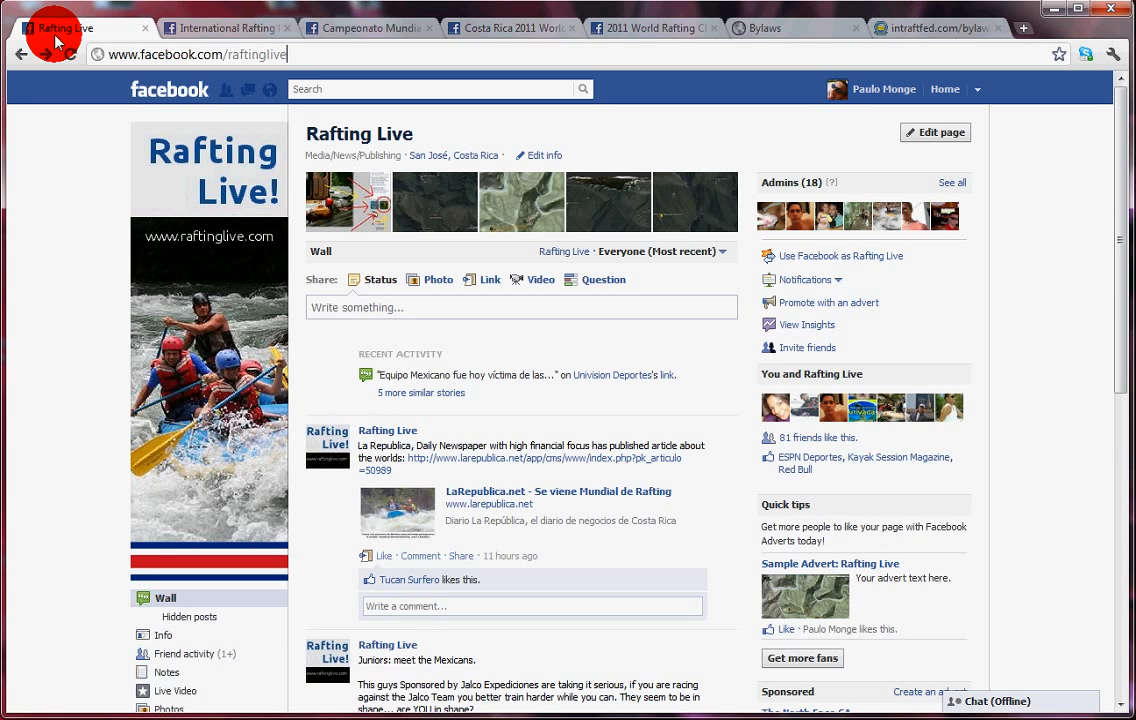 Rafting Live
International Rafting
Campeonato Mundia
Costa Rica 2011 World
2011 World Rafting C
Bylaws
intraftfed.com/bylaw
www.facebook.com/raftinglive
facebook
Search
Paulo Monge
Home
Rafting
Live!
www.raftinglive.com
Rafting Live
Edit page
Media/News/Publishing · San José, Costa Rica ·
Edit info
Wall
Rafting Live · Everyone (Most recent)
Share:
Status
Photo
Link
Video
Question
Write something...
RECENT ACTIVITY
"Equipo Mexicano fue hoy víctima de las..." on Univision Deportes's link.
5 more similar stories
Rafting
Live!
Rafting Live
La Republica, Daily Newspaper with high financial focus has published article about
the worlds: http://www.larepublica.net/app/cms/www/index.php?pk_articulo
=50989
LaRepublica.net - Se viene Mundial de Rafting
www.larepublica.net
Diario La República, el diario de negocios de Costa Rica
Like · Comment · Share · 11 hours ago
Tucan Surfero likes this.
Write a comment...
Rafting
Live!
Rafting Live
Juniors: meet the Mexicans.
This guys Sponsored by Jalco Expediciones are taking it serious, if you are racing
against the Jalco Team you better train harder while you can. They seem to be in
shape... are YOU in shape?
Wall
Hidden posts
Info
Friend activity (1+)
Notes
Live Video
Photos
Admins (18) [?]
See all
Use Facebook as Rafting Live
Notifications
Promote with an advert
View Insights
Invite friends
You and Rafting Live
81 friends like this.
ESPN Deportes, Kayak Session Magazine,
Red Bull
Quick tips
Get more people to like your page with Facebook
Adverts today!
Sample Advert: Rafting Live
Your advert text here.
Like · Paulo Monge likes this.
Get more fans
Sponsored
Create an advert
Chat (Offline)